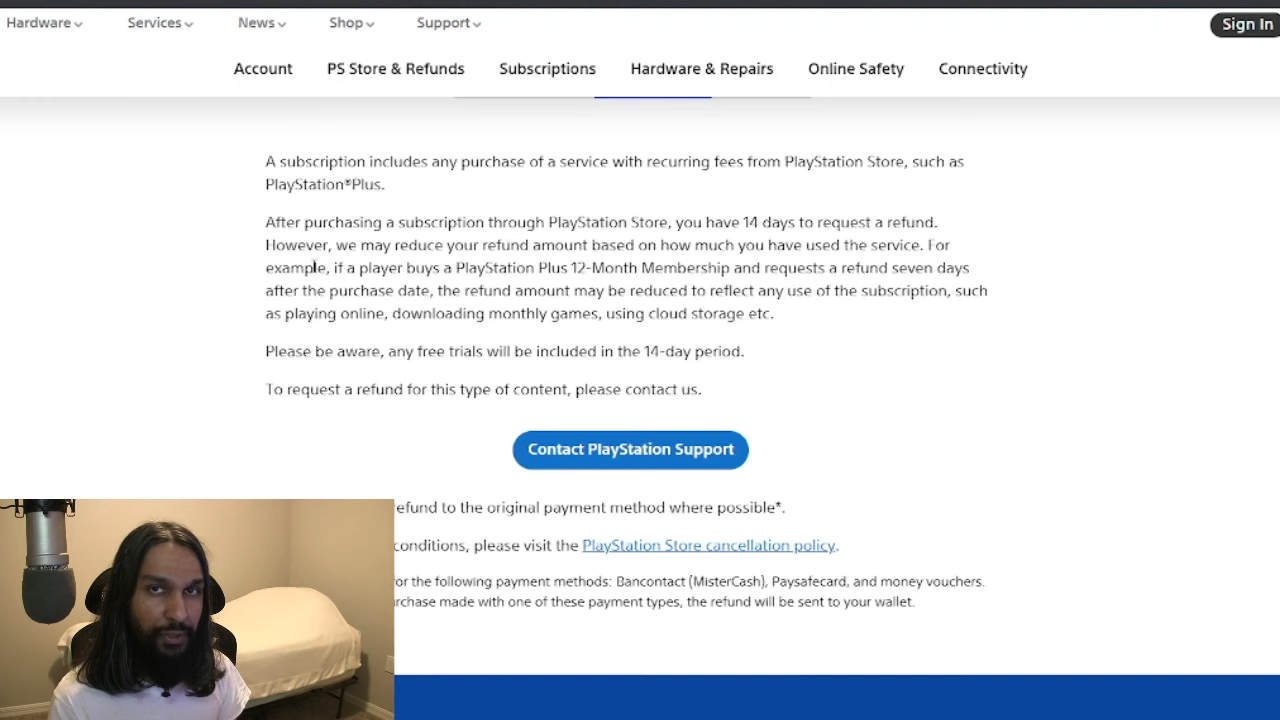 Hardware Services News Shop Support Sign In
Account PS Store & Refunds Subscriptions Hardware & Repairs Online Safety Connectivity
A subscription includes any purchase of a service with recurring fees from PlayStation Store, such as
PlayStation®Plus.
After purchasing a subscription through PlayStation Store, you have 14 days to request a refund.
However, we may reduce your refund amount based on how much you have used the service. For
example, if a player buys a PlayStation Plus 12-Month Membership and requests a refund seven days
after the purchase date, the refund amount may be reduced to reflect any use of the subscription, such
as playing online, downloading monthly games, using cloud storage etc.
Please be aware, any free trials will be included in the 14-day period.
To request a refund for this type of content, please contact us.
Contact PlayStation Support
efund to the original payment method where possible*.
conditions, please visit the PlayStation Store cancellation policy.
or the following payment methods: Bancontact (MisterCash), Paysafecard, and money vouchers.
rchase made with one of these payment types, the refund will be sent to your wallet.